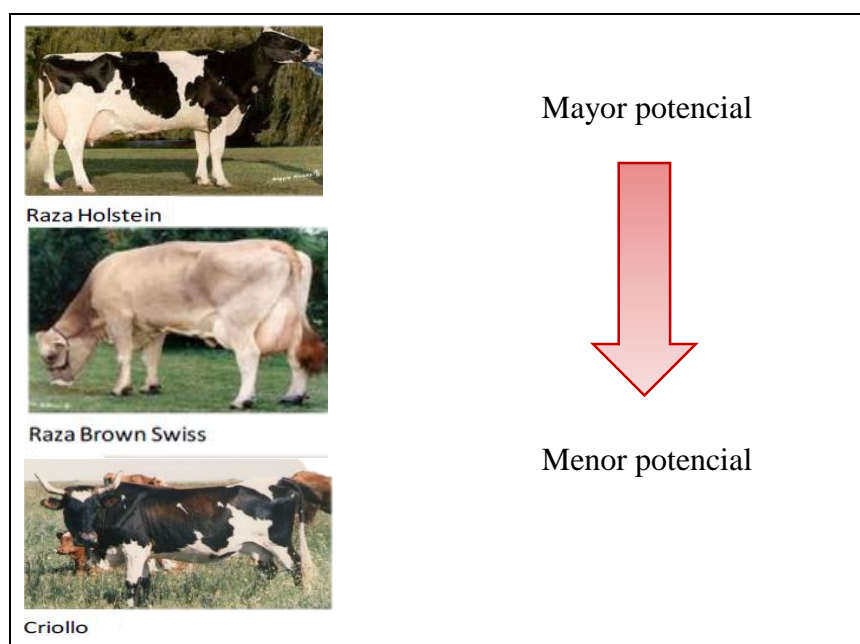 Mayor potencial
Raza Holstein
Raza Brown Swiss
Menor potencial
Criollo